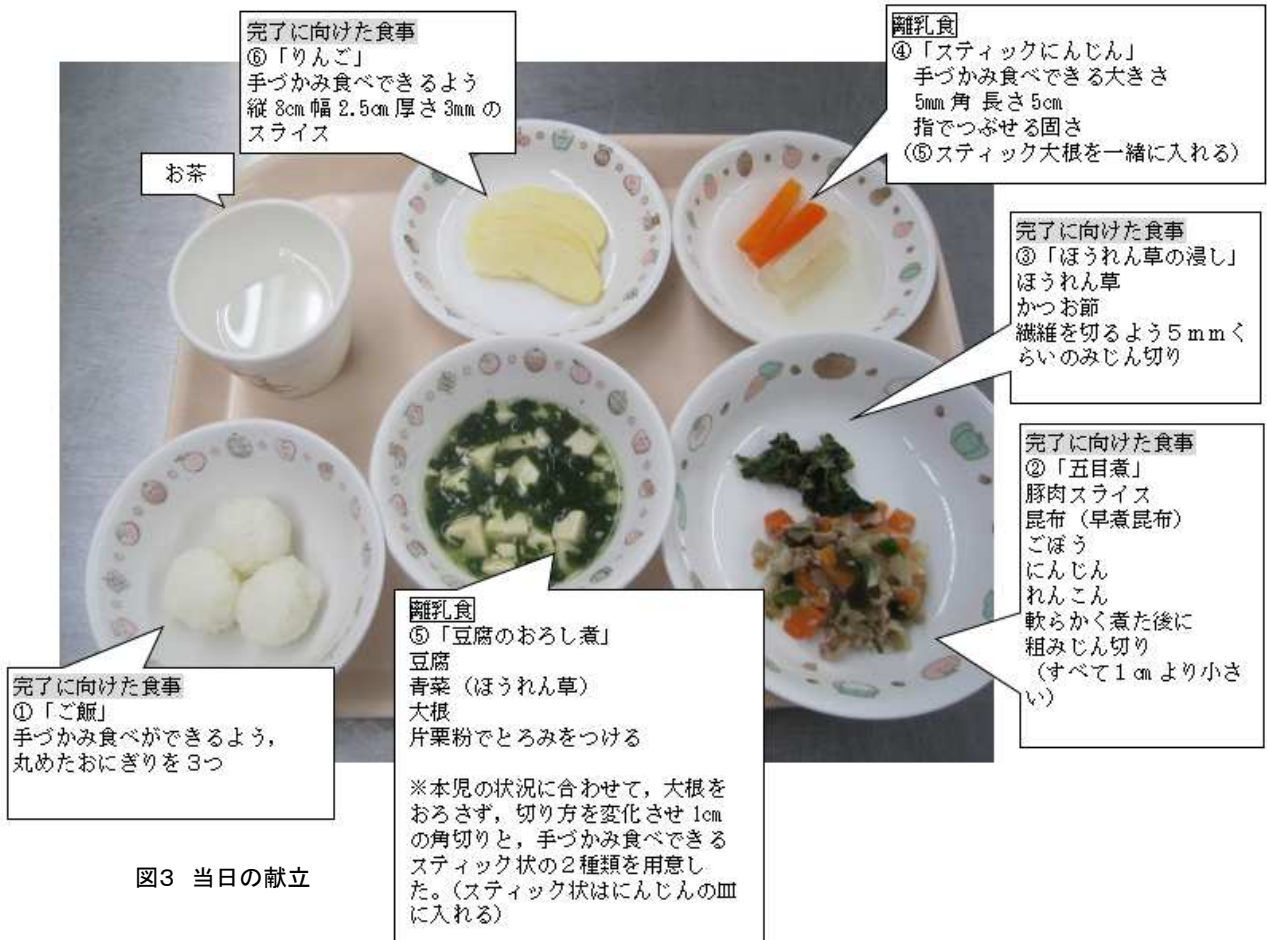 完了に向けた食事
⑥「りんご」
手づかみ食べできるよう
縦 8cm 幅 2.5cm 厚さ 3mm の
スライス
離乳食
④「スティックにんじん」
手づかみ食べできる大きさ
5mm 角 長さ 5cm
指でつぶせる固さ
(⑤スティック大根を一緒に入れる)
お茶
完了に向けた食事
③「ほうれん草の浸し」
ほうれん草
かつお節
繊維を切るよう5mmく
らいのみじん切り
完了に向けた食事
②「五目煮」
豚肉スライス
昆布（早煮昆布）
ごぼう
にんじん
れんこん
軟らかく煮た後に
粗みじん切り
（すべて1cmより小さ
い）
離乳食
⑤「豆腐のおろし煮」
豆腐
青菜（ほうれん草）
大根
片栗粉でとろみをつける
※本児の状況に合わせて，大根を
おろさず，切り方を変化させ 1cm
の角切りと，手づかみ食べできる
スティック状の2種類を用意し
た。（スティック状はにんじんの皿
に入れる）
完了に向けた食事
①「ご飯」
手づかみ食べができるよう，
丸めたおにぎりを3つ
図3 当日の献立